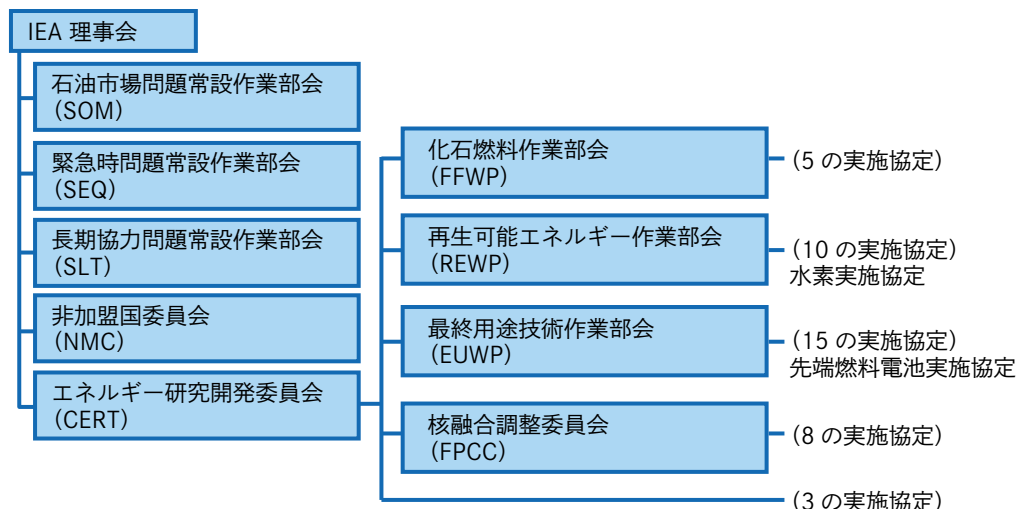 IEA 理事会
石油市場問題常設作業部会
(SOM)
緊急時問題常設作業部会
(SEQ)
長期協力問題常設作業部会
(SLT)
非加盟国委員会
(NMC)
エネルギー研究開発委員会
(CERT)
化石燃料作業部会
(FFWP)
(5 の実施協定)
再生可能エネルギー作業部会
(REWP)
(10 の実施協定)
水素実施協定
最終用途技術作業部会
(EUWP)
(15 の実施協定)
先端燃料電池実施協定
核融合調整委員会
(FPCC)
(8 の実施協定)
(3 の実施協定)